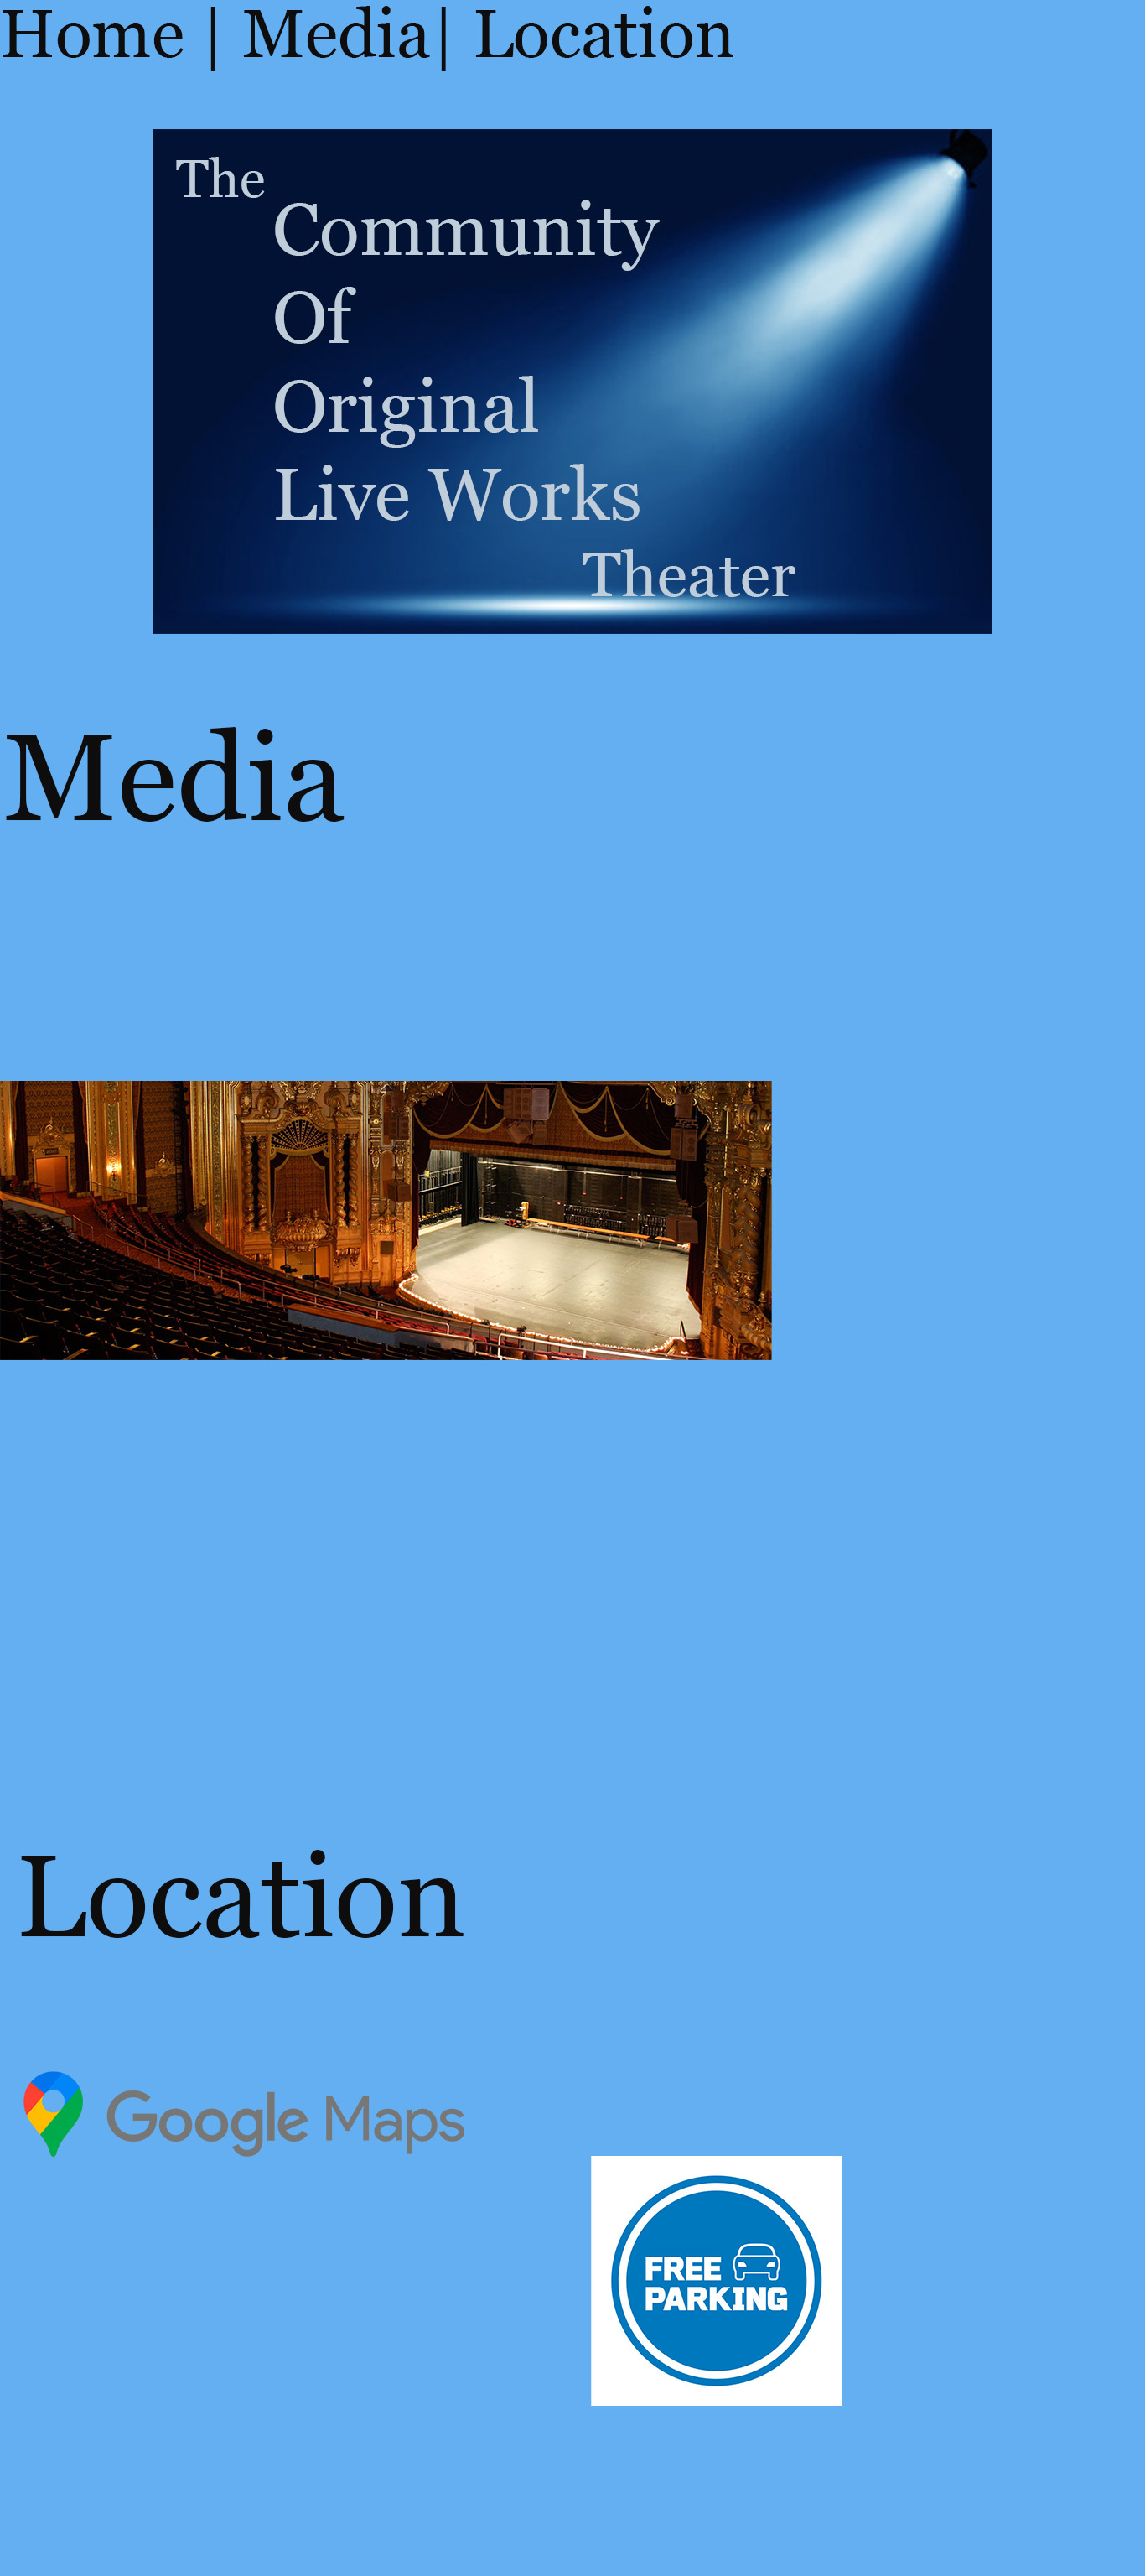 Home | Media| Location
The
Community
Of
Original
Live Works
Theater
Media
Location
Google Maps
FREE
PARKING